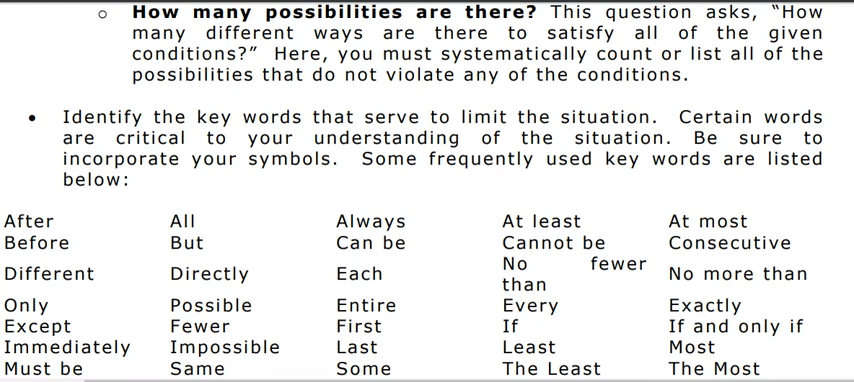 o How many possibilities are there? This question asks, "How
many different ways are there to satisfy all of the given
conditions?" Here, you must systematically count or list all of the
possibilities that do not violate any of the conditions.
• Identify the key words that serve to limit the situation. Certain words
are critical to your understanding of the situation. Be sure to
incorporate your symbols. Some frequently used key words are listed
below:
After All Always At least At most
Before But Can be Cannot be Consecutive
Different Directly Each No fewer than No more than
Only Possible Entire Every Exactly
Except Fewer First If If and only if
Immediately Impossible Last Least Most
Must be Same Some The Least The Most